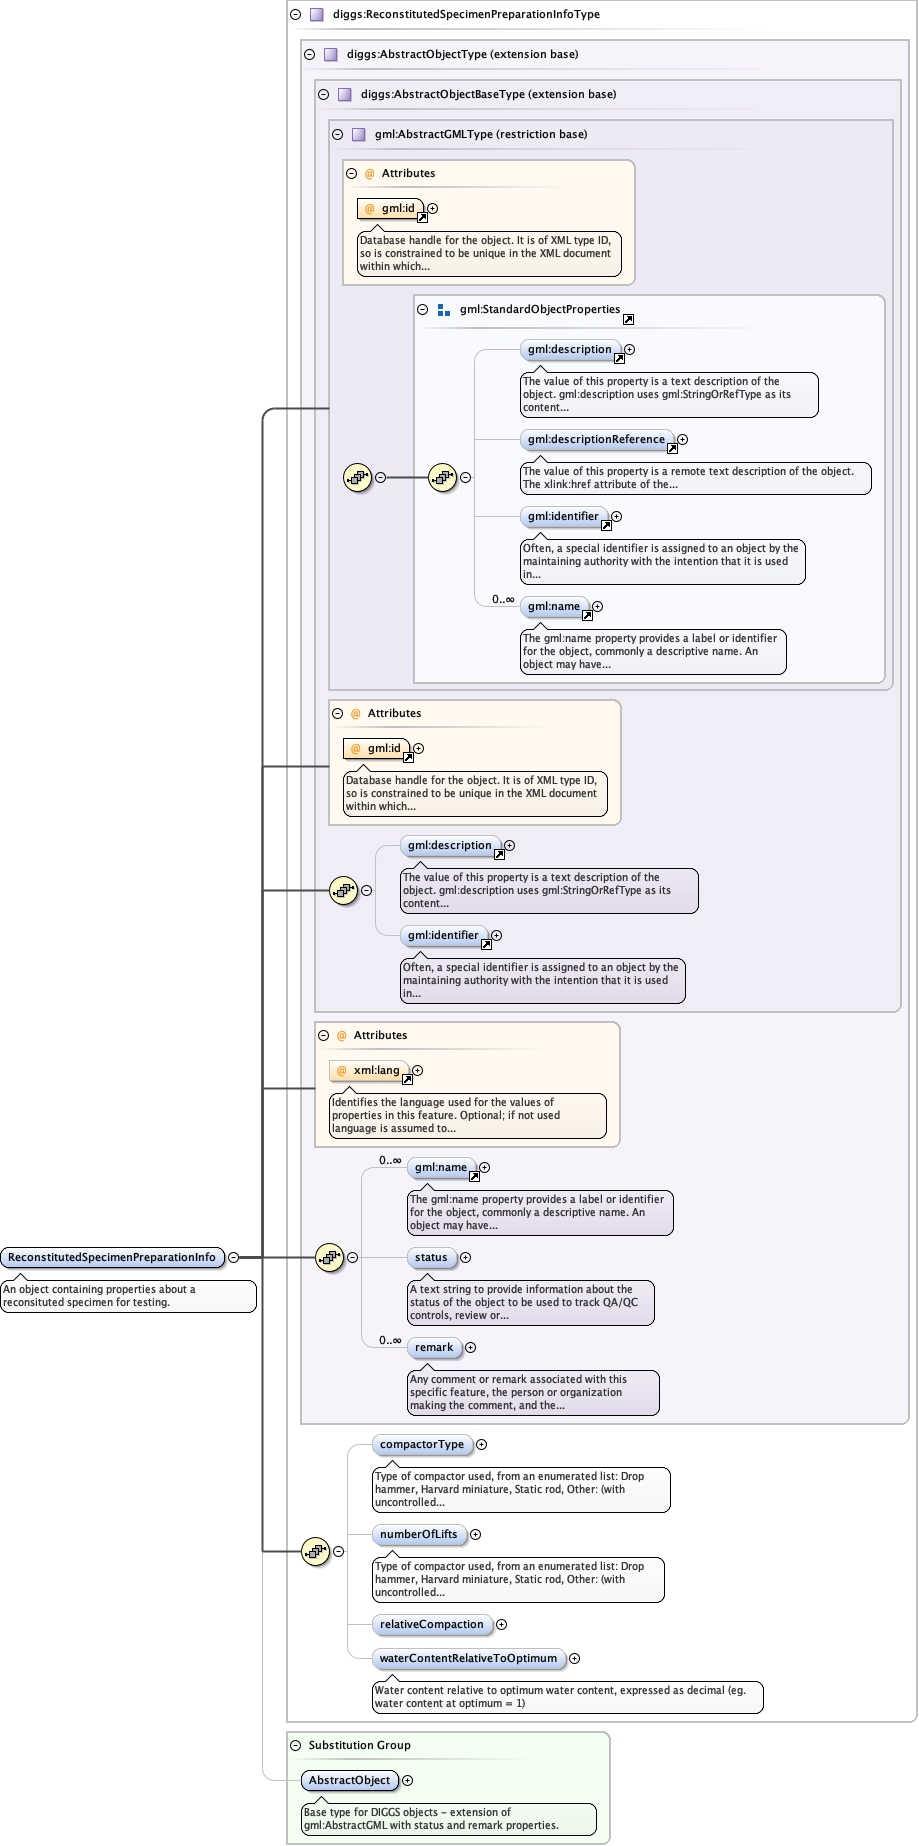 diggs:ReconstitutedSpecimenPreparationInfoType
diggs:AbstractObjectType (extension base)
diggs:AbstractObjectBaseType (extension base)
gml:AbstractGMLType (restriction base)
@ Attributes
@ gml:id
Database handle for the object. It is of XML type ID,
so is constrained to be unique in the XML document
within which...
gml:StandardObjectProperties
gml:description
The value of this property is a text description of the
object. gml:description uses gml:StringOrRefType as its
content...
gml:descriptionReference
The value of this property is a remote text description of the object.
The xlink:href attribute of the...
gml:identifier
Often, a special identifier is assigned to an object by the
maintaining authority with the intention that it is used
in...
0..∞
gml:name
The gml:name property provides a label or identifier
for the object, commonly a descriptive name. An
object may have...
@ Attributes
@ gml:id
Database handle for the object. It is of XML type ID,
so is constrained to be unique in the XML document
within which...
gml:description
The value of this property is a text description of the
object. gml:description uses gml:StringOrRefType as its
content...
gml:identifier
Often, a special identifier is assigned to an object by the
maintaining authority with the intention that it is used
in...
@ Attributes
@ xml:lang
Identifies the language used for the values of
properties in this feature. Optional; if not used
language is assumed to...
0..∞
gml:name
The gml:name property provides a label or identifier
for the object, commonly a descriptive name. An
object may have...
ReconstitutedSpecimenPreparationInfo
An object containing properties about a
reconsituted specimen for testing.
status
A text string to provide information about the
status of the object to be used to track QA/QC
controls, review or...
0..∞
remark
Any comment or remark associated with this
specific feature, the person or organization
making the comment, and the...
compactorType
Type of compactor used, from an enumerated list: Drop
hammer, Harvard miniature, Static rod, Other: (with
uncontrolled...
numberOfLifts
Type of compactor used, from an enumerated list: Drop
hammer, Harvard miniature, Static rod, Other: (with
uncontrolled...
relativeCompaction
waterContentRelativeToOptimum
Water content relative to optimum water content, expressed as decimal (eg.
water content at optimum = 1)
Substitution Group
AbstractObject
Base type for DIGGS objects – extension of
gml:AbstractGML with status and remark properties.